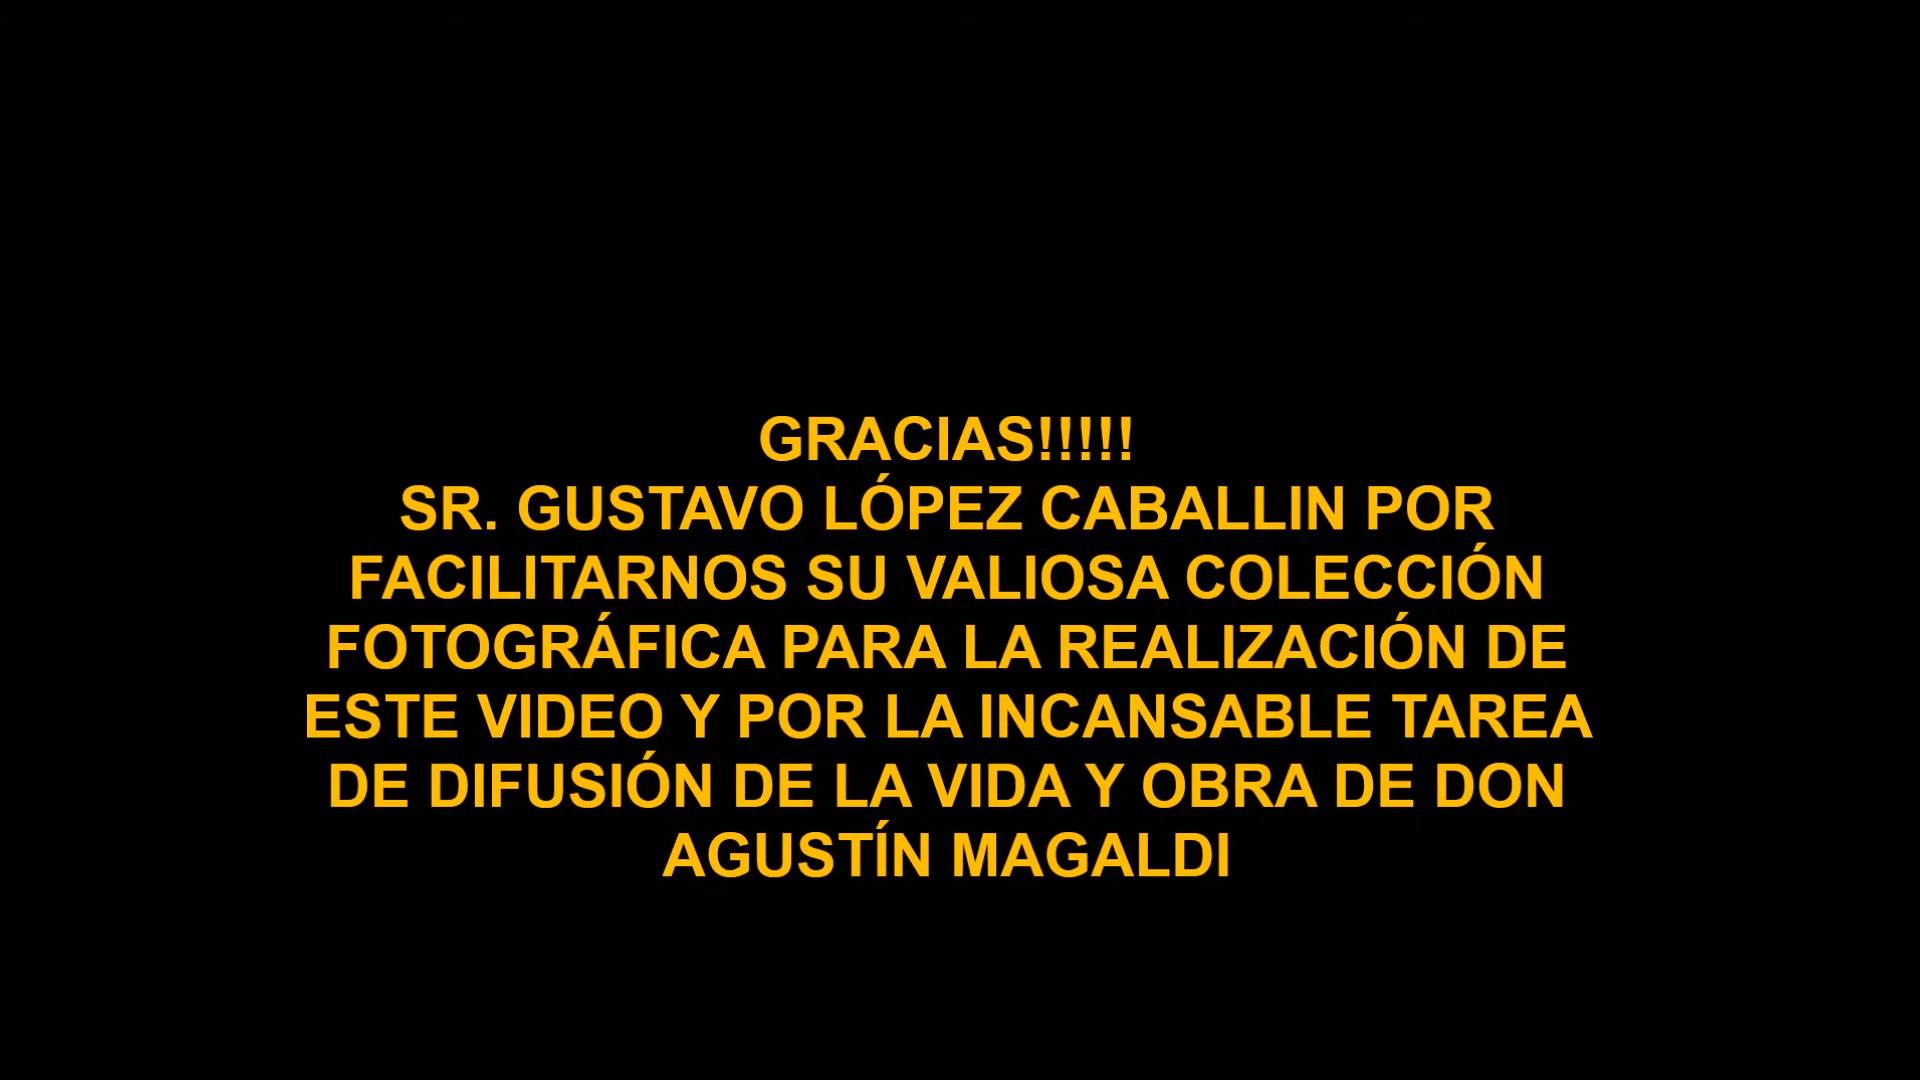 GRACIAS!!!!!
SR. GUSTAVO LÓPEZ CABALLIN POR
FACILITARNOS SU VALIOSA COLECCIÓN
FOTOGRÁFICA PARA LA REALIZACIÓN DE
ESTE VIDEO Y POR LA INCANSABLE TAREA
DE DIFUSIÓN DE LA VIDA Y OBRA DE DON
AGUSTÍN MAGALDI